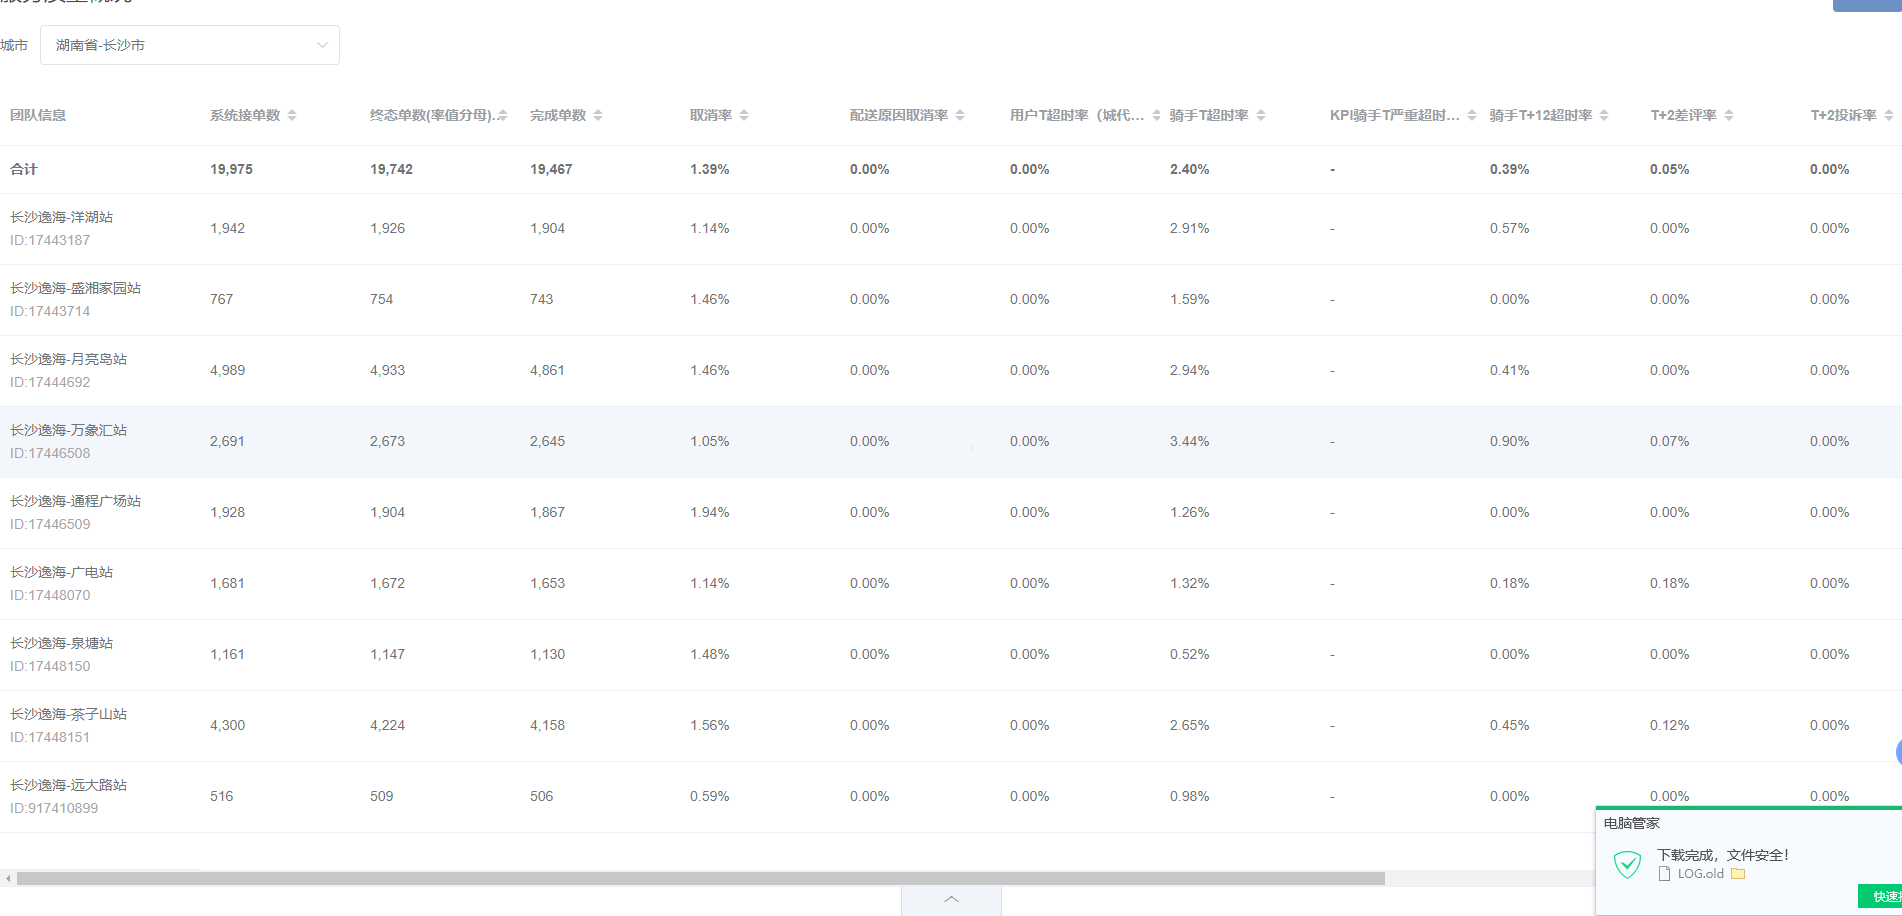 城市 湖南省-长沙市
团队信息 系统接单数 终态单数(率值分母)... 完成单数 取消率 配送原因取消率 用户T超时率（城代... 骑手T超时率 KPI骑手T严重超时... 骑手T+12超时率 T+2差评率 T+2投诉率
合计 19,975 19,742 19,467 1.39% 0.00% 0.00% 2.40% - 0.39% 0.05% 0.00%
长沙逸海-洋湖站
ID:17443187
1,942 1,926 1,904 1.14% 0.00% 0.00% 2.91% - 0.57% 0.00% 0.00%
长沙逸海-盛湘家园站
ID:17443714
767 754 743 1.46% 0.00% 0.00% 1.59% - 0.00% 0.00% 0.00%
长沙逸海-月亮岛站
ID:17444692
4,989 4,933 4,861 1.46% 0.00% 0.00% 2.94% - 0.41% 0.00% 0.00%
长沙逸海-万象汇站
ID:17446508
2,691 2,673 2,645 1.05% 0.00% 0.00% 3.44% - 0.90% 0.07% 0.00%
长沙逸海-通程广场站
ID:17446509
1,928 1,904 1,867 1.94% 0.00% 0.00% 1.26% - 0.00% 0.00% 0.00%
长沙逸海-广电站
ID:17448070
1,681 1,672 1,653 1.14% 0.00% 0.00% 1.32% - 0.18% 0.18% 0.00%
长沙逸海-泉塘站
ID:17448150
1,161 1,147 1,130 1.48% 0.00% 0.00% 0.52% - 0.00% 0.00% 0.00%
长沙逸海-茶子山站
ID:17448151
4,300 4,224 4,158 1.56% 0.00% 0.00% 2.65% - 0.45% 0.12% 0.00%
长沙逸海-远大路站
ID:917410899
516 509 506 0.59% 0.00% 0.00% 0.98% - 0.00% 0.00% 0.00%
电脑管家
下载完成，文件安全！
LOG.old
快速